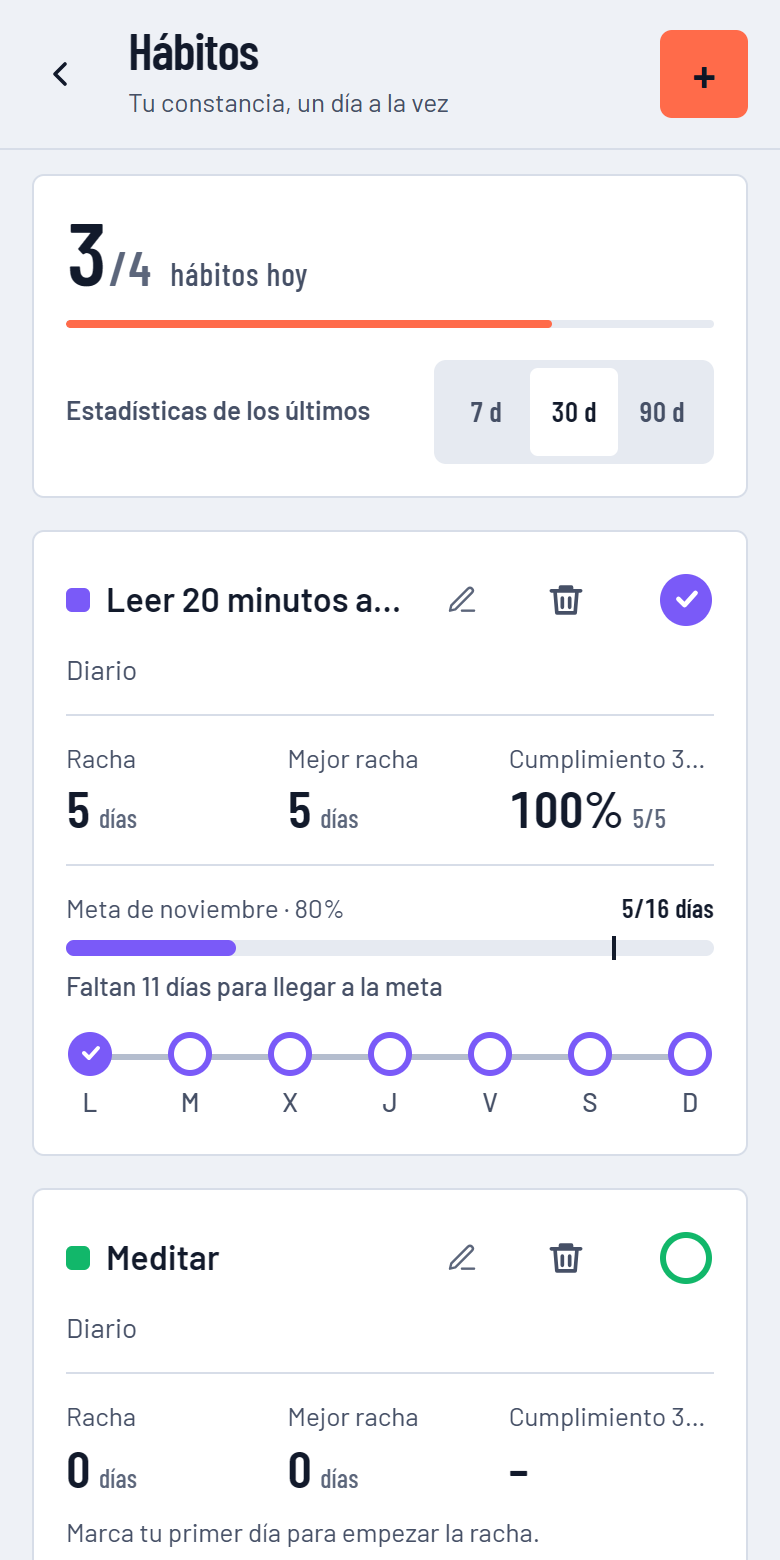 Hábitos
Tu constancia, un día a la vez
+
3/4 hábitos hoy
Estadísticas de los últimos
7 d 30 d 90 d
Leer 20 minutos a...
Diario
Racha Mejor racha Cumplimiento 3...
5 días 5 días 100% 5/5
Meta de noviembre · 80% 5/16 días
Faltan 11 días para llegar a la meta
L M X J V S D
Meditar
Diario
Racha Mejor racha Cumplimiento 3...
0 días 0 días -
Marca tu primer día para empezar la racha.